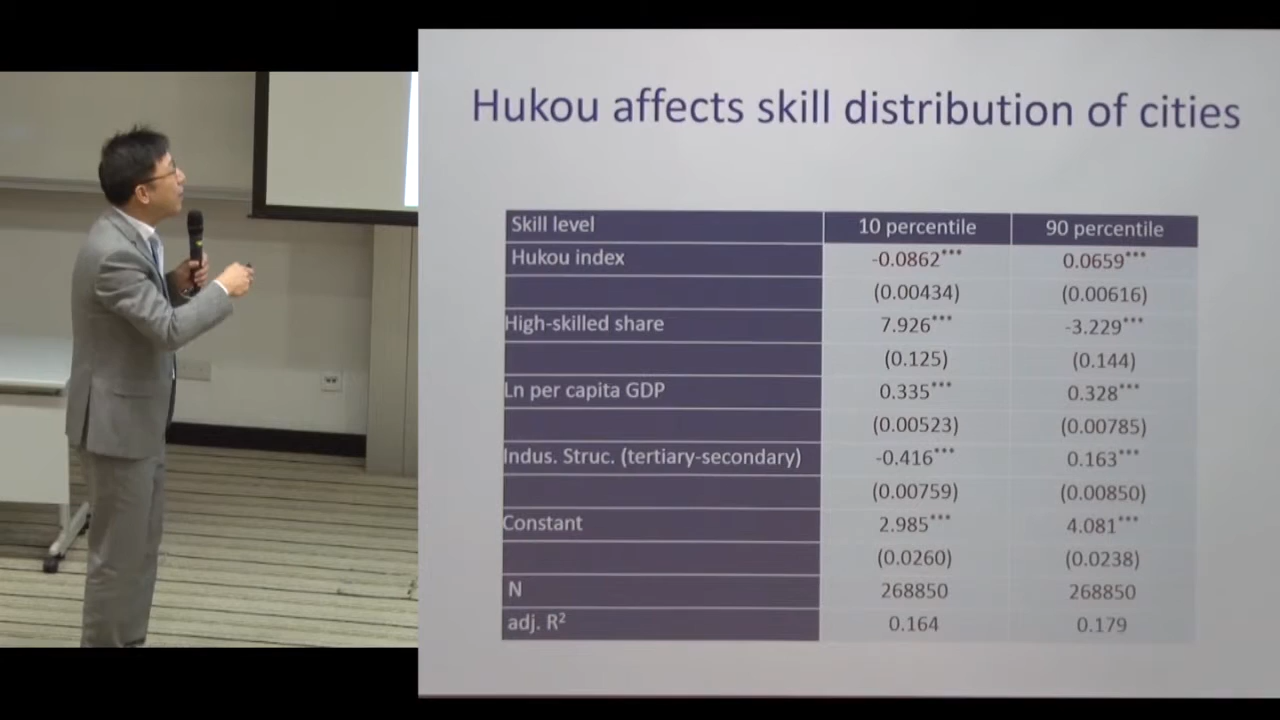 Hukou affects skill distribution of cities
Skill level 10 percentile 90 percentile
Hukou index -0.0862*** 0.0659***
(0.00434) (0.00616)
High-skilled share 7.926*** -3.229***
(0.125) (0.144)
Ln per capita GDP 0.335*** 0.328***
(0.00523) (0.00785)
Indus. Struc. (tertiary-secondary) -0.416*** 0.163***
(0.00759) (0.00850)
Constant 2.985*** 4.081***
(0.0260) (0.0238)
N 268850 268850
adj. R² 0.164 0.179